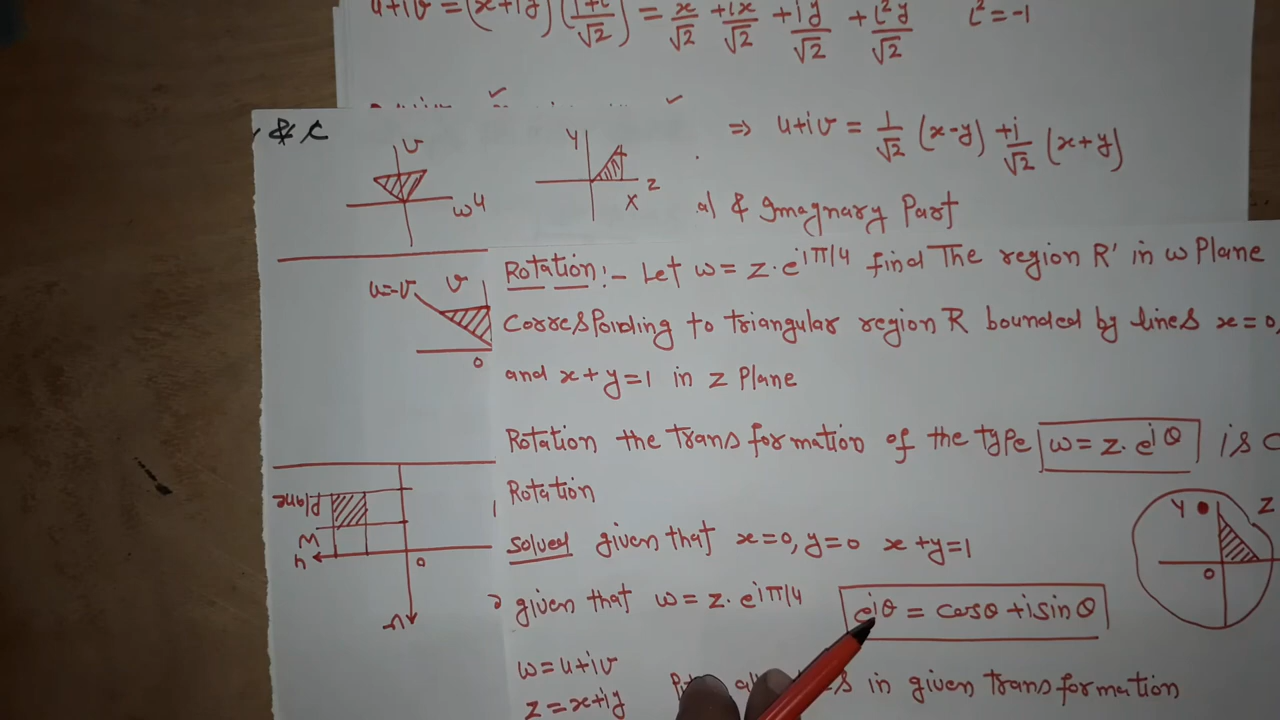 u+iv = (x+iy) (1+i/√2) = x/√2 + ix/√2 + iy/√2 + i²y/√2 i² = -1
⇒ u+iv = 1/√2 (x-y) + i/√2 (x+y)
& Imagnary Part
& C
v
w u
Y
X
Z
u=-v
v
0
Plane
W
u
0
v
Rotation:- Let w = z.e^iπ/4 find The region R' in w Plane
Corresponding to triangular region R bounded by lines x=0,
and x+y=1 in z Plane
Rotation the transformation of the type w = z.e^iθ is
Rotation
Solved given that x=0, y=0 x+y=1
given that w = z.e^iπ/4 e^iθ = cosθ + i sinθ
Y
Z
0
w = u+iv
z = x+iy
in given transformation